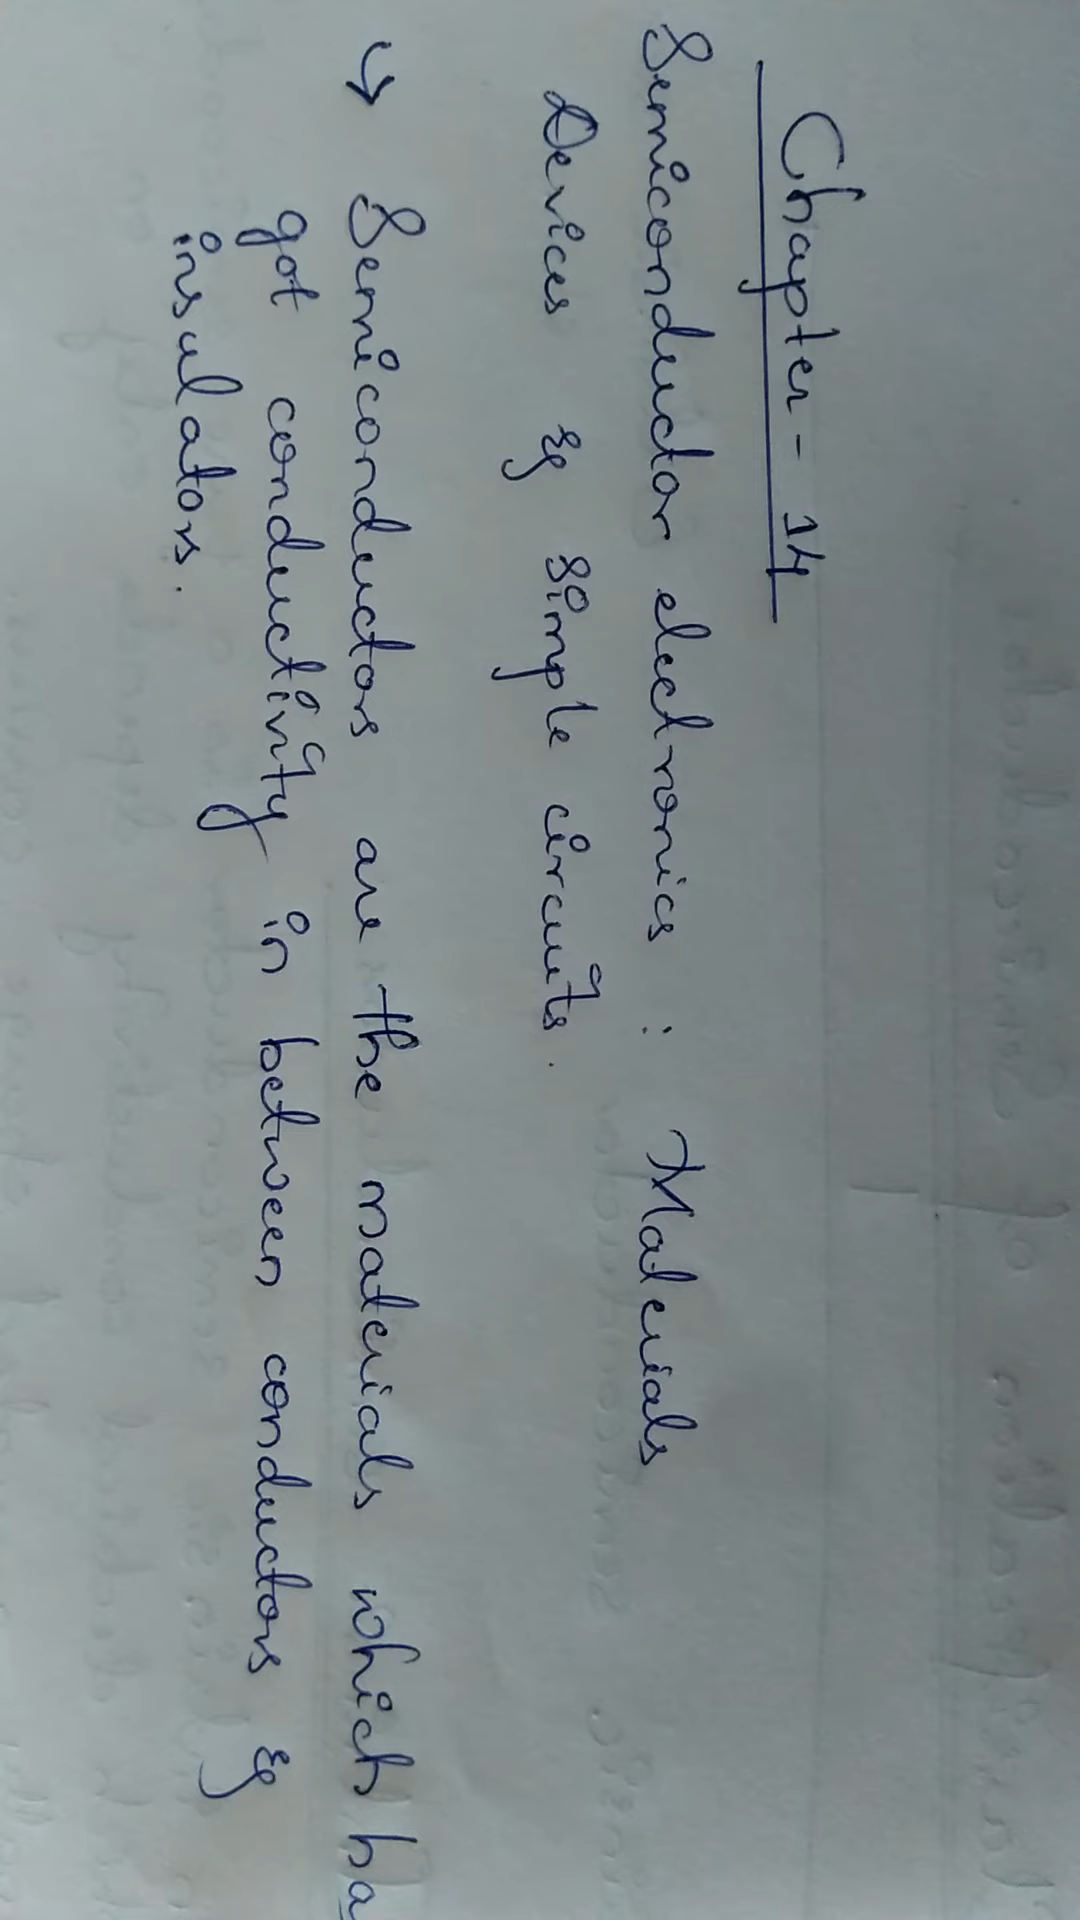 Chapter - 14
Semiconductor electronics : Materials
Devices & simple circuits.
↳ Semiconductors are the materials which ha
got conductivity in between conductors &
insulators.